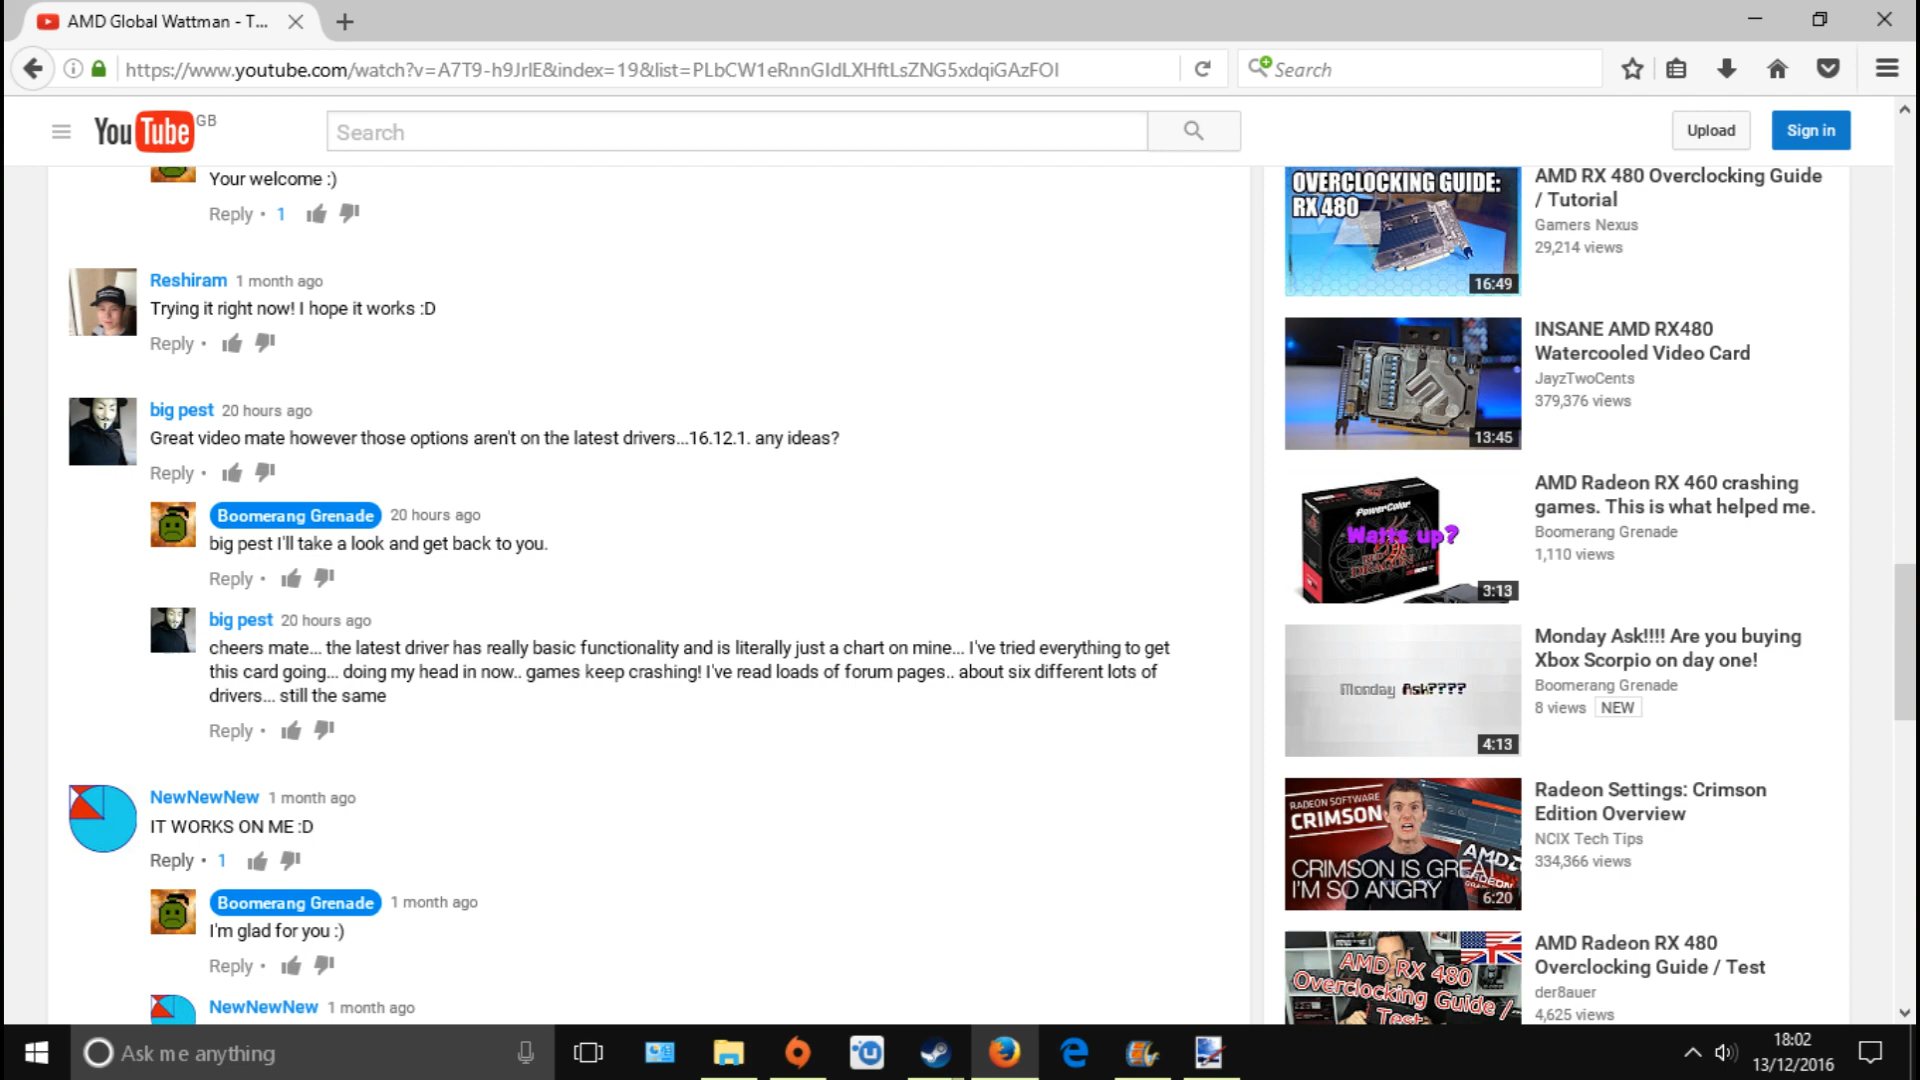 AMD Global Wattman - T...
https://www.youtube.com/watch?v=A7T9-h9JrlE&index=19&list=PLbCW1eRnnGIdLXHftLsZNG5xdqiGAzFOI
Search
YouTube GB
Search
Upload
Sign in
Your welcome :)
Reply • 1
Reshiram 1 month ago
Trying it right now! I hope it works :D
Reply •
big pest 20 hours ago
Great video mate however those options aren't on the latest drivers...16.12.1. any ideas?
Reply •
Boomerang Grenade 20 hours ago
big pest I'll take a look and get back to you.
Reply •
big pest 20 hours ago
cheers mate... the latest driver has really basic functionality and is literally just a chart on mine... I've tried everything to get
this card going... doing my head in now.. games keep crashing! I've read loads of forum pages.. about six different lots of
drivers... still the same
Reply •
NewNewNew 1 month ago
IT WORKS ON ME :D
Reply • 1
Boomerang Grenade 1 month ago
I'm glad for you :)
Reply •
NewNewNew 1 month ago
OVERCLOCKING GUIDE:
RX 480
16:49
AMD RX 480 Overclocking Guide
/ Tutorial
Gamers Nexus
29,214 views
13:45
INSANE AMD RX480
Watercooled Video Card
JayzTwoCents
379,376 views
PowerColor
Watts up?
RED
DRAGON
3:13
AMD Radeon RX 460 crashing
games. This is what helped me.
Boomerang Grenade
1,110 views
Monday Ask????
4:13
Monday Ask!!!! Are you buying
Xbox Scorpio on day one!
Boomerang Grenade
8 views NEW
RADEON SOFTWARE
CRIMSON
AMD
RADEON
CRIMSON IS GREAT
I'M SO ANGRY
6:20
Radeon Settings: Crimson
Edition Overview
NCIX Tech Tips
334,366 views
AMD RX 480
Overclocking Guide /
Test
AMD Radeon RX 480
Overclocking Guide / Test
der8auer
4,625 views
Ask me anything
18:02
13/12/2016